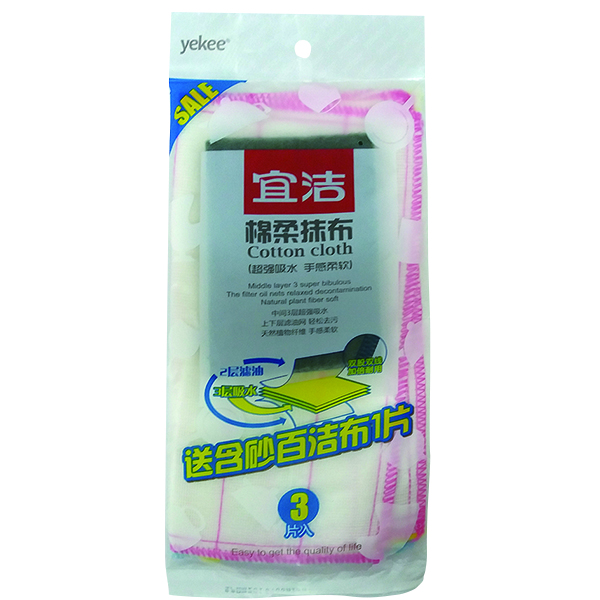 yekee®
SALE
宜洁
棉柔抹布
Cotton cloth
(超强吸水 手感柔软)
Middle layer 3 super bibulous
The filter oil nets relaxed decontamination
Natural plant fiber soft
中间3层超强吸水
上下层滤油网 轻松去污
天然植物纤维 手感柔软
2层滤油
双股双线
加倍耐用
3层吸水
送含砂百洁布1片
3
片入
Easy to get the quality of life